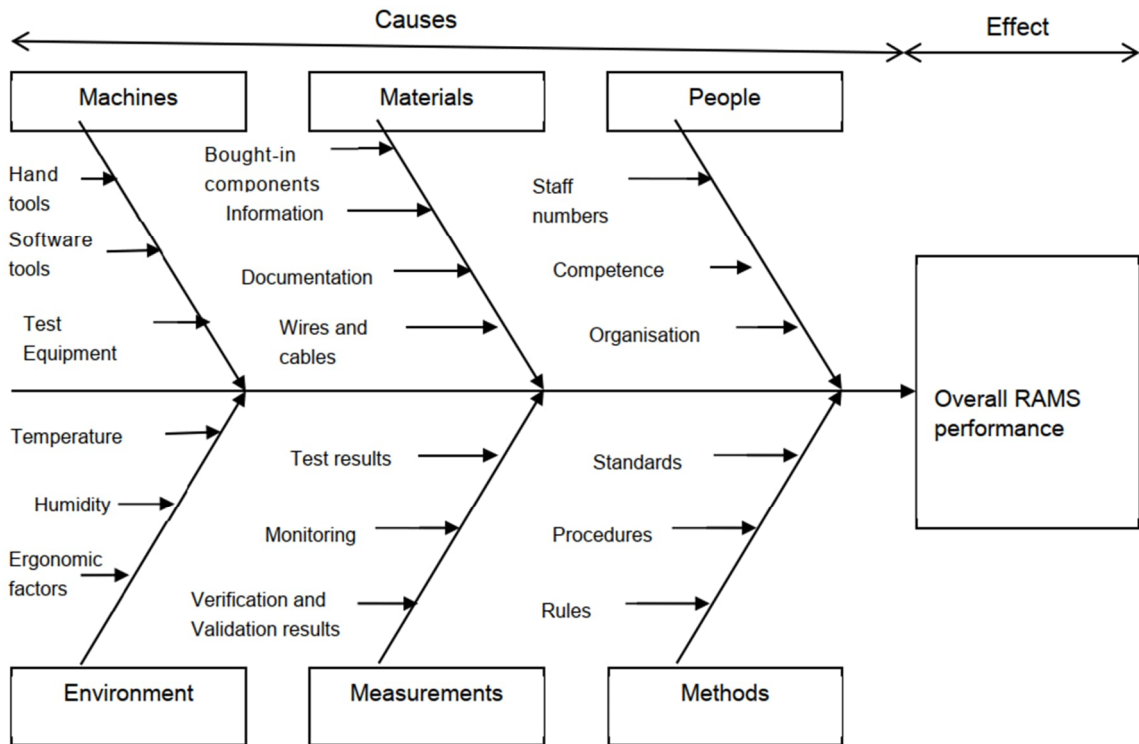 Causes
Effect
Machines
Materials
People
Hand
tools
Software
tools
Test
Equipment
Bought-in
components
Information
Documentation
Wires and
cables
Staff
numbers
Competence
Organisation
Overall RAMS
performance
Temperature
Humidity
Ergonomic
factors
Test results
Monitoring
Verification and
Validation results
Standards
Procedures
Rules
Environment
Measurements
Methods